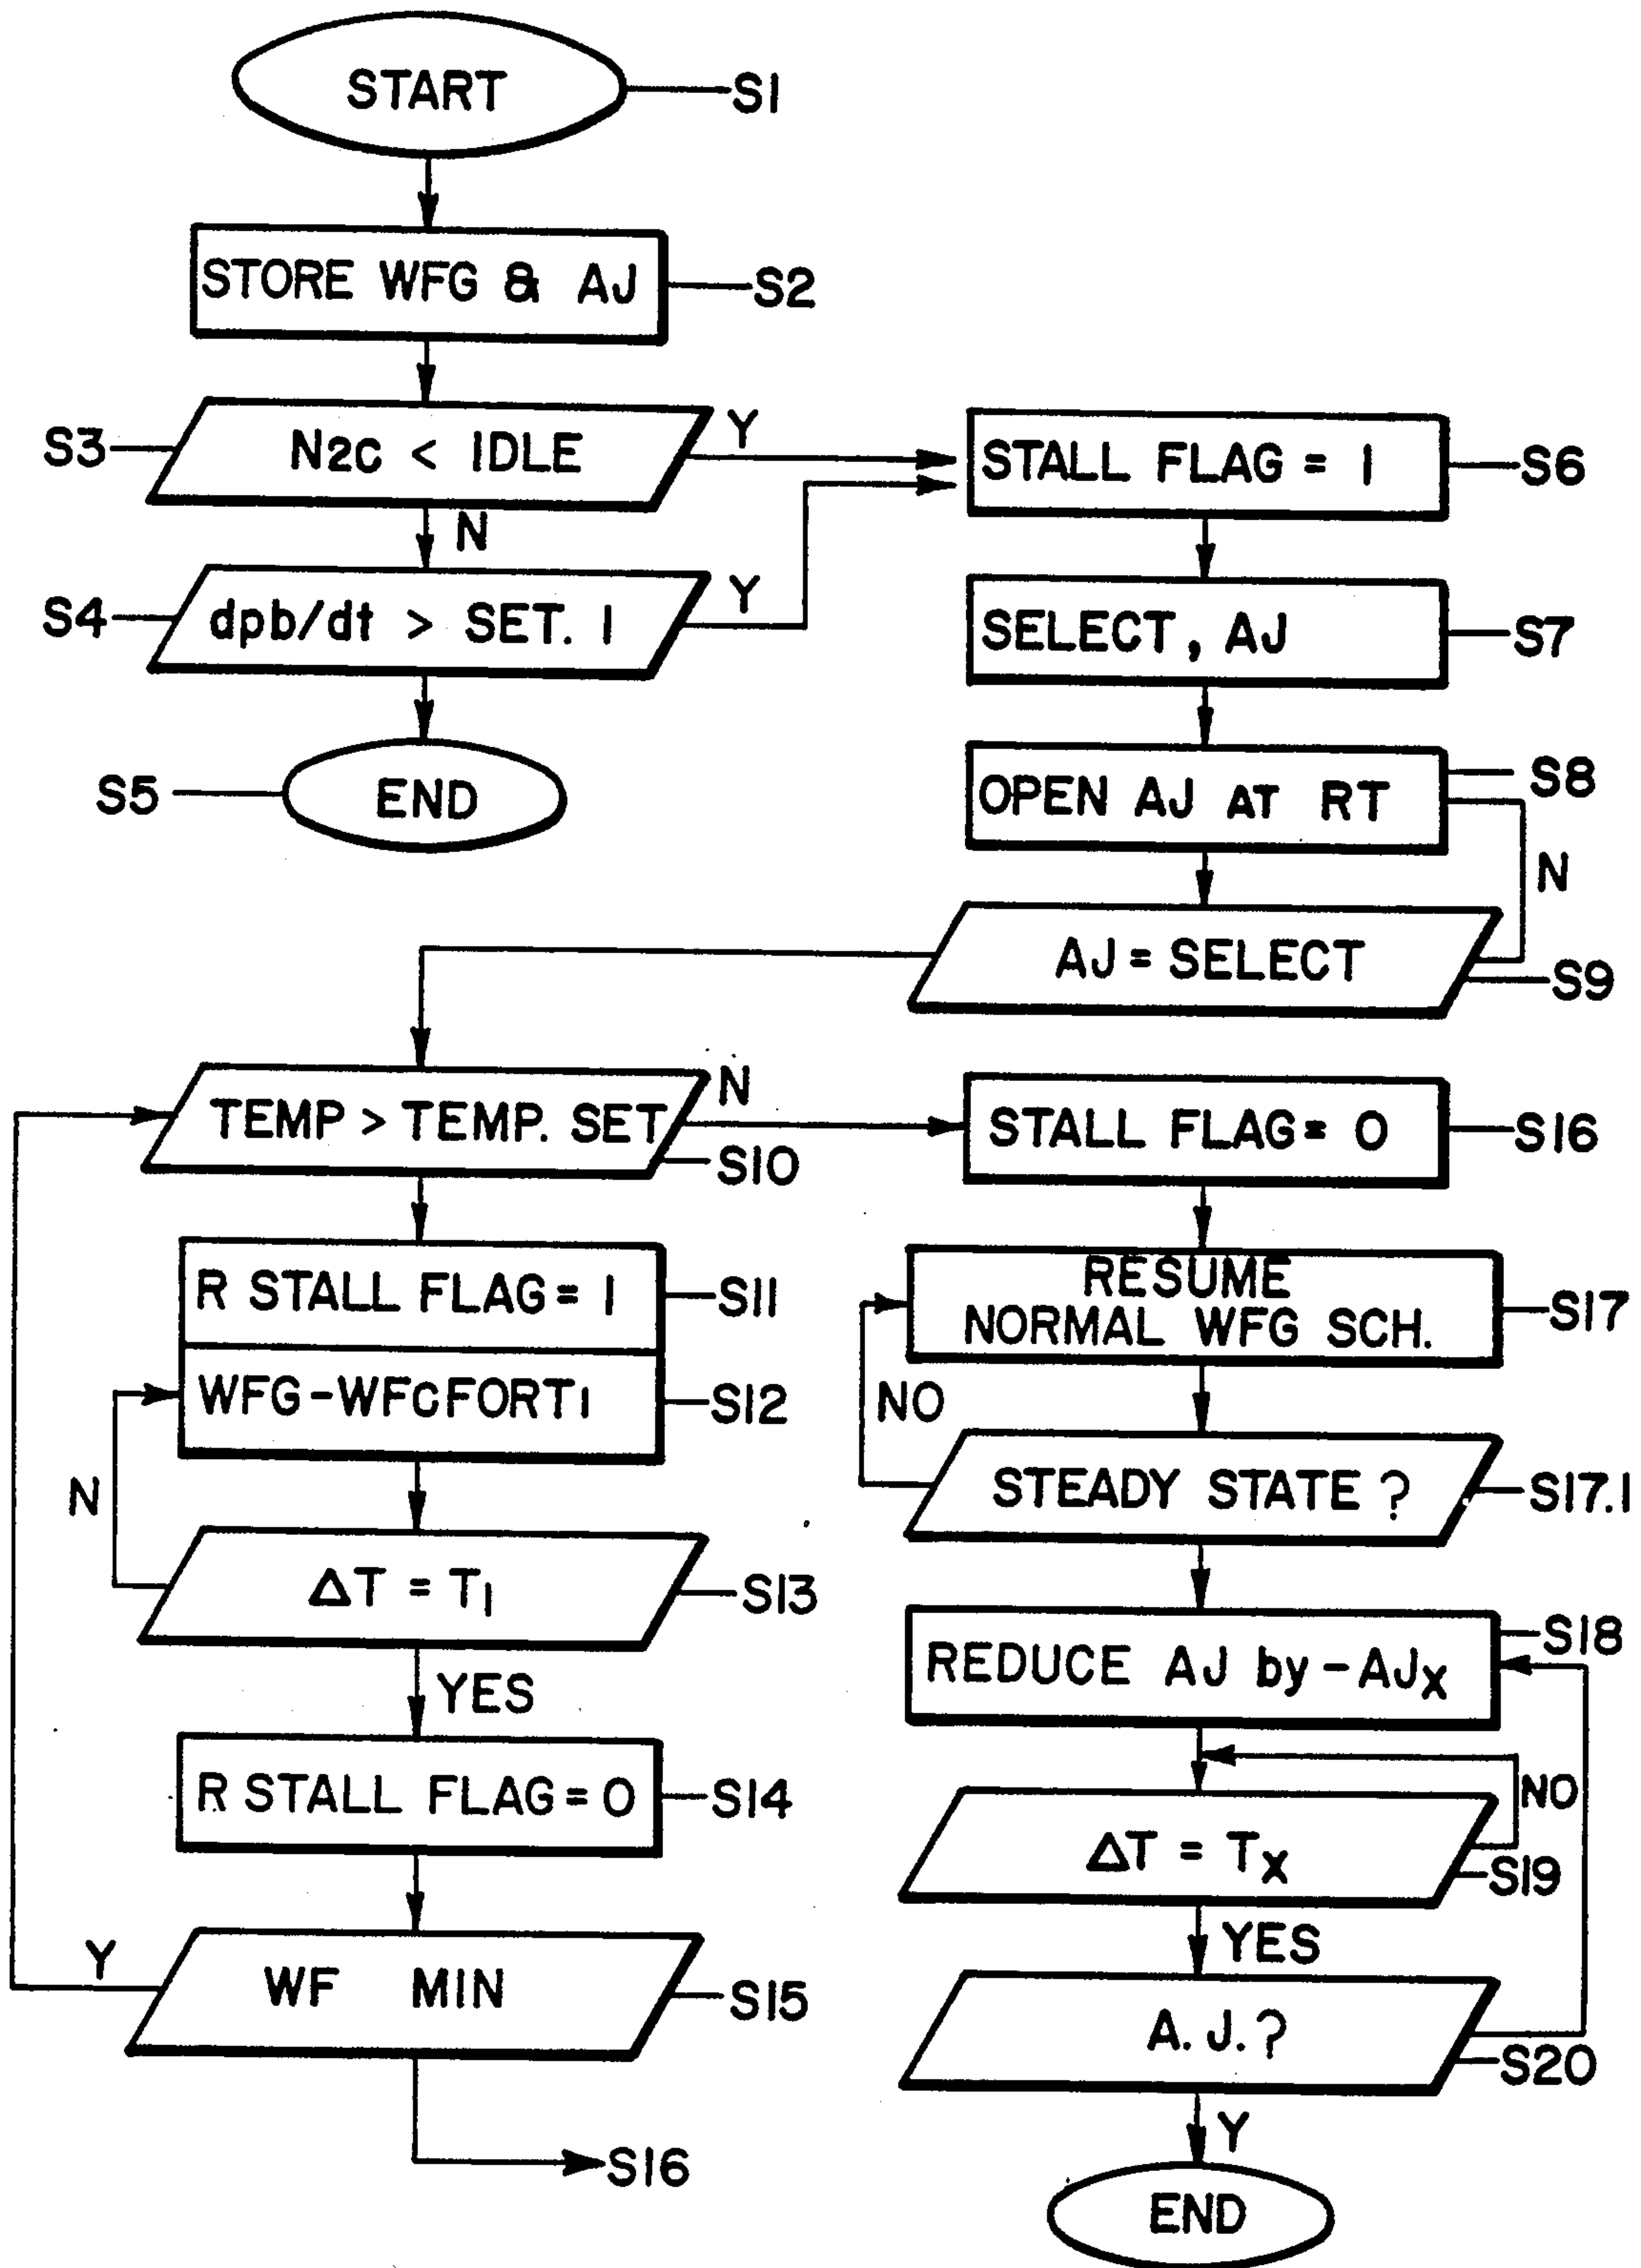 START
S1
STORE WFG & AJ
S2
S3
N2C < IDLE
Y
N
S4
dpb/dt > SET. 1
Y
S5
END
STALL FLAG = 1
S6
SELECT, AJ
S7
OPEN AJ AT RT
S8
N
AJ = SELECT
S9
TEMP > TEMP. SET
N
S10
R STALL FLAG = 1
S11
WFG-WFC FOR T1
S12
N
ΔT = T1
S13
YES
R STALL FLAG = 0
S14
Y
WF MIN
S15
S16
STALL FLAG = 0
S16
RESUME
NORMAL WFG SCH.
S17
NO
STEADY STATE ?
S17.1
REDUCE AJ by -AJX
S18
NO
ΔT = TX
S19
YES
A.J.?
S20
Y
END